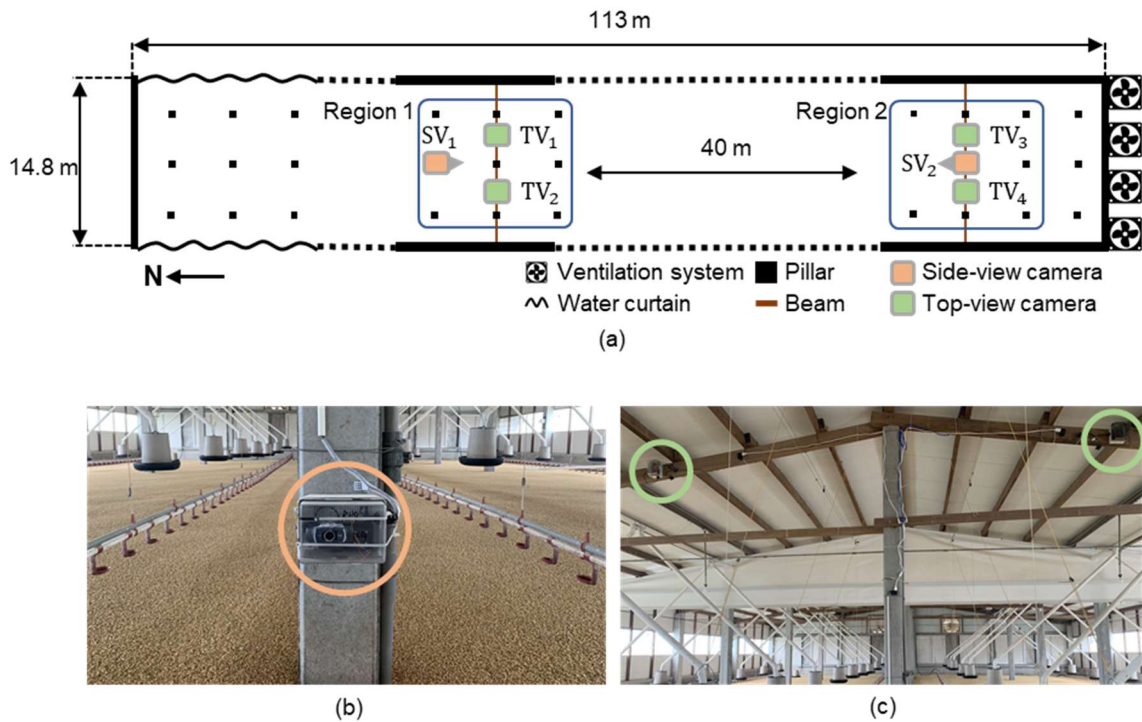 113 m
Region 1
Region 2
SV1
TV1
TV3
14.8 m
40 m
SV2
TV2
TV4
N
Ventilation system
Pillar
Side-view camera
Water curtain
Beam
Top-view camera
(a)
(b)
(c)